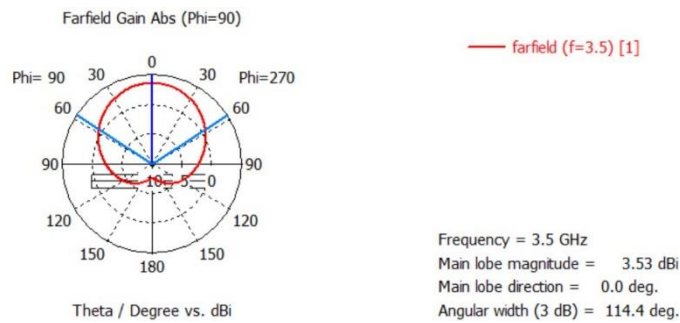 Farfield Gain Abs (Phi=90)
farfield (f=3.5) [1]
0
Phi= 90 30 30 Phi=270
60 60
90 90
-10 -5 0
120 120
150 150
180
Frequency = 3.5 GHz
Main lobe magnitude = 3.53 dBi
Main lobe direction = 0.0 deg.
Angular width (3 dB) = 114.4 deg.
Theta / Degree vs. dBi